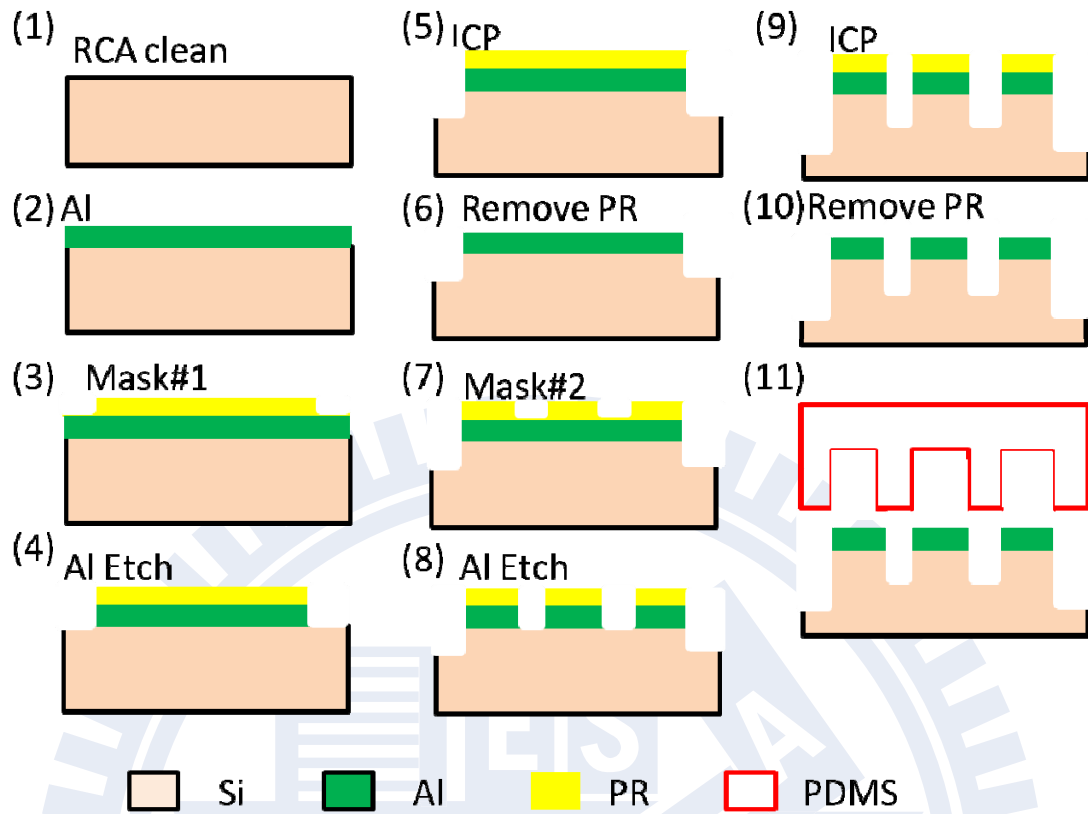 (1) RCA clean
(2) Al
(3) Mask#1
(4) Al Etch
(5) ICP
(6) Remove PR
(7) Mask#2
(8) Al Etch
(9) ICP
(10) Remove PR
(11)
Si Al PR PDMS
ES A